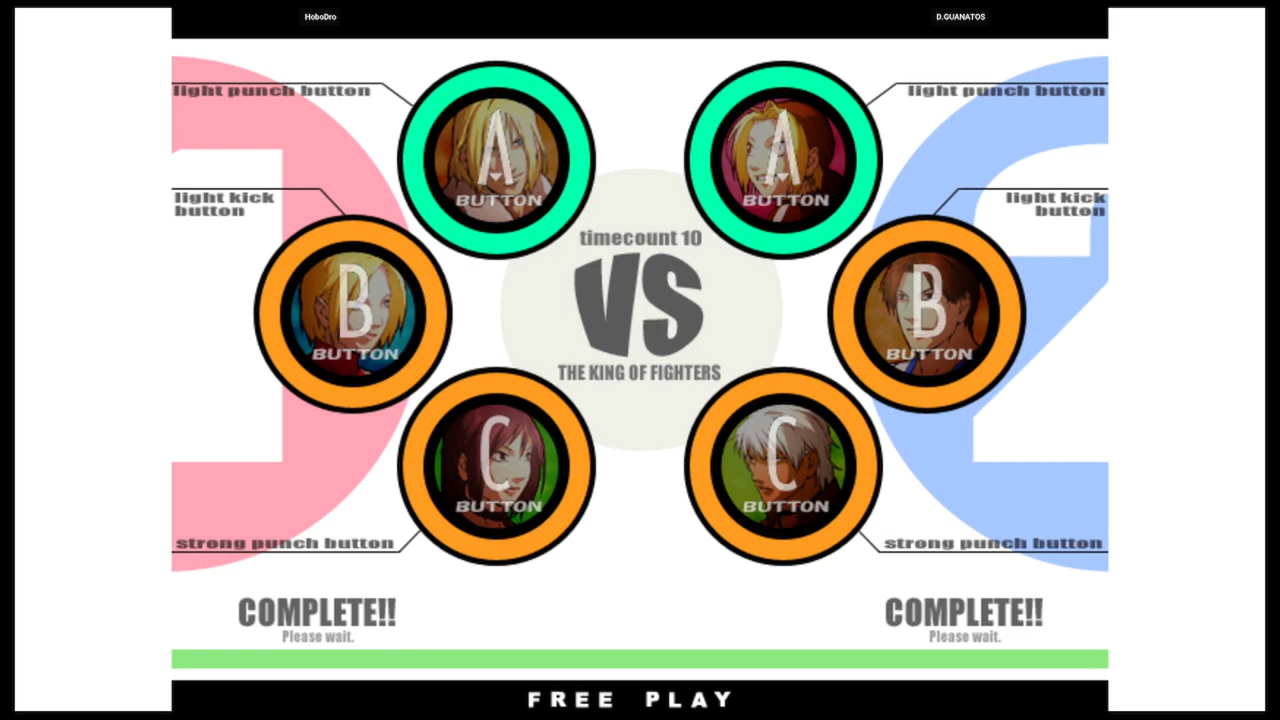 HoboDro
D.GUANATOS
light punch button
light punch button
A
BUTTON
A
BUTTON
light kick
button
light kick
button
timecount 10
VS
THE KING OF FIGHTERS
B
BUTTON
B
BUTTON
C
BUTTON
C
BUTTON
strong punch button
strong punch button
COMPLETE!!
Please wait.
COMPLETE!!
Please wait.
FREE PLAY
1
2